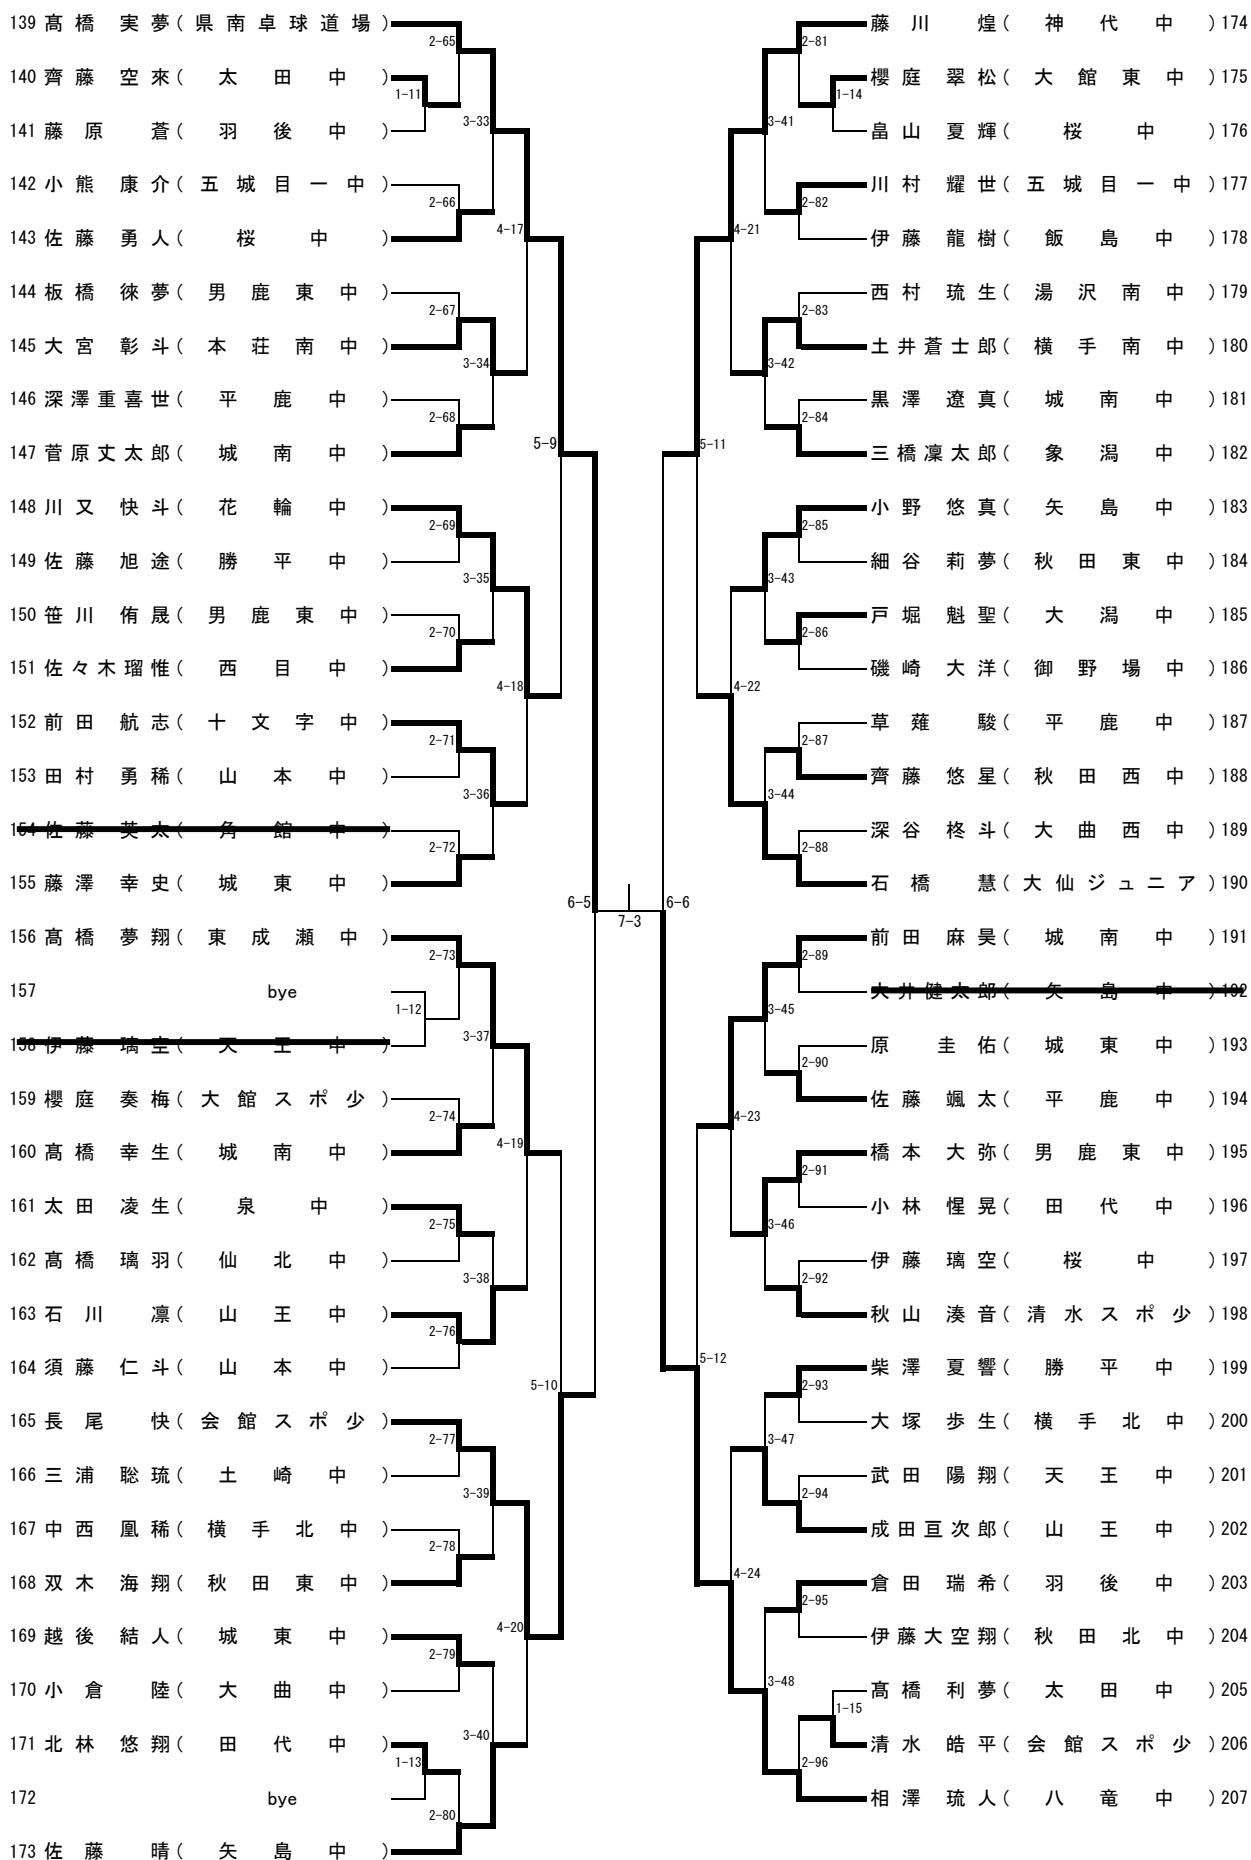 139 髙橋 実夢 ( 県南卓球道場 )
2-65
140 齊藤 空來 ( 太田中 )
1-11
141 藤原 蒼 ( 羽後中 )
3-33
142 小熊 康介 ( 五城目一中 )
2-66
143 佐藤 勇人 ( 桜中 )
4-17
144 板橋 徠夢 ( 男鹿東中 )
2-67
145 大宮 彰斗 ( 本荘南中 )
3-34
146 深澤重喜世 ( 平鹿中 )
2-68
147 菅原丈太郎 ( 城南中 )
5-9
148 川又 快斗 ( 花輪中 )
2-69
149 佐藤 旭途 ( 勝平中 )
3-35
150 笹川 侑晟 ( 男鹿東中 )
2-70
151 佐々木瑠惟 ( 西目中 )
4-18
152 前田 航志 ( 十文字中 )
2-71
153 田村 勇稀 ( 山本中 )
3-36
154 佐藤 英太 ( 角館中 )
2-72
155 藤澤 幸史 ( 城東中 )
6-5
156 髙橋 夢翔 ( 東成瀬中 )
2-73
157 bye
1-12
158 伊藤 璃空 ( 天王中 )
3-37
159 櫻庭 奏梅 ( 大館スポ少 )
2-74
160 髙橋 幸生 ( 城南中 )
4-19
161 太田 凌生 ( 泉中 )
2-75
162 髙橋 璃羽 ( 仙北中 )
3-38
163 石川 凛 ( 山王中 )
2-76
164 須藤 仁斗 ( 山本中 )
5-10
165 長尾 快 ( 会館スポ少 )
2-77
166 三浦 聡琉 ( 土崎中 )
3-39
167 中西 凰稀 ( 横手北中 )
2-78
168 双木 海翔 ( 秋田東中 )
4-20
169 越後 結人 ( 城東中 )
2-79
170 小倉 陸 ( 大曲中 )
3-40
171 北林 悠翔 ( 田代中 )
1-13
172 bye
2-80
173 佐藤 晴 ( 矢島中 )
7-3
藤川 煌 ( 神代中 ) 174
2-81
櫻庭 翠松 ( 大館東中 ) 175
1-14
畠山 夏輝 ( 桜中 ) 176
3-41
川村 耀世 ( 五城目一中 ) 177
2-82
伊藤 龍樹 ( 飯島中 ) 178
4-21
西村 琉生 ( 湯沢南中 ) 179
2-83
土井蒼士郎 ( 横手南中 ) 180
3-42
黒澤 遼真 ( 城南中 ) 181
2-84
三橋凜太郎 ( 象潟中 ) 182
5-11
小野 悠真 ( 矢島中 ) 183
2-85
細谷 莉夢 ( 秋田東中 ) 184
3-43
戸堀 魁聖 ( 大潟中 ) 185
2-86
磯崎 大洋 ( 御野場中 ) 186
4-22
草薙 駿 ( 平鹿中 ) 187
2-87
齊藤 悠星 ( 秋田西中 ) 188
3-44
深谷 柊斗 ( 大曲西中 ) 189
2-88
石橋 慧 ( 大仙ジュニア ) 190
6-6
前田 麻昊 ( 城南中 ) 191
2-89
大井健太郎 ( 矢島中 ) 192
3-45
原 圭佑 ( 城東中 ) 193
2-90
佐藤 颯太 ( 平鹿中 ) 194
4-23
橋本 大弥 ( 男鹿東中 ) 195
2-91
小林 惺晃 ( 田代中 ) 196
3-46
伊藤 璃空 ( 桜中 ) 197
2-92
秋山 湊音 ( 清水スポ少 ) 198
5-12
柴澤 夏響 ( 勝平中 ) 199
2-93
大塚 歩生 ( 横手北中 ) 200
3-47
武田 陽翔 ( 天王中 ) 201
2-94
成田亘次郎 ( 山王中 ) 202
4-24
倉田 瑞希 ( 羽後中 ) 203
2-95
伊藤大空翔 ( 秋田北中 ) 204
3-48
髙橋 利夢 ( 太田中 ) 205
1-15
清水 皓平 ( 会館スポ少 ) 206
2-96
相澤 琉人 ( 八竜中 ) 207